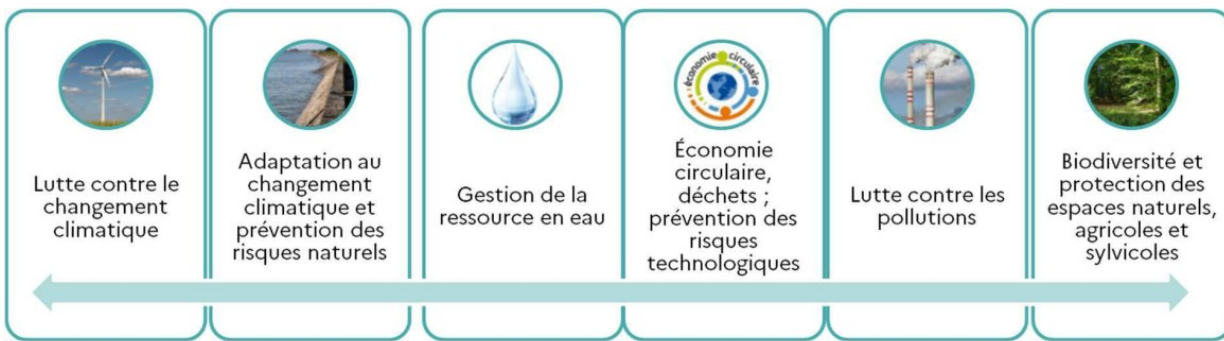 Lutte contre le
changement
climatique
Adaptation au
changement
climatique et
prévention des
risques naturels
Gestion de la
ressource en eau
économie circulaire
Économie
circulaire,
déchets ;
prévention des
risques
technologiques
Lutte contre les
pollutions
Biodiversité et
protection des
espaces naturels,
agricoles et
sylvicoles